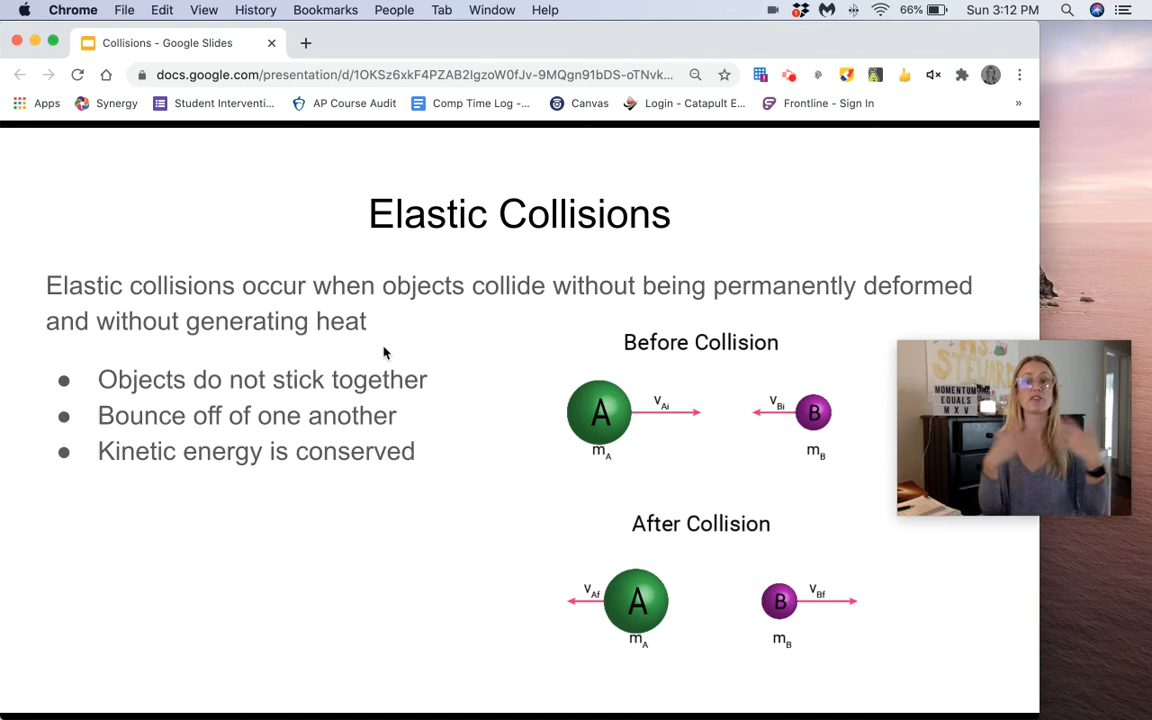 Chrome File Edit View History Bookmarks People Tab Window Help 66% Sun 3:12 PM
Collisions - Google Slides
docs.google.com/presentation/d/1OKSz6xkF4PZAB2IgzoW0fJv-9MQgn91bDS-oTNvk...
Apps Synergy Student Interventi... AP Course Audit Comp Time Log -... Canvas Login - Catapult E... Frontline - Sign In »
Elastic Collisions
Elastic collisions occur when objects collide without being permanently deformed
and without generating heat
● Objects do not stick together
● Bounce off of one another
● Kinetic energy is conserved
Before Collision
A vAi vBi B
mA mB
After Collision
vAf A B vBf
mA mB
STEWARD
MOMENTUM
EQUALS
M X V